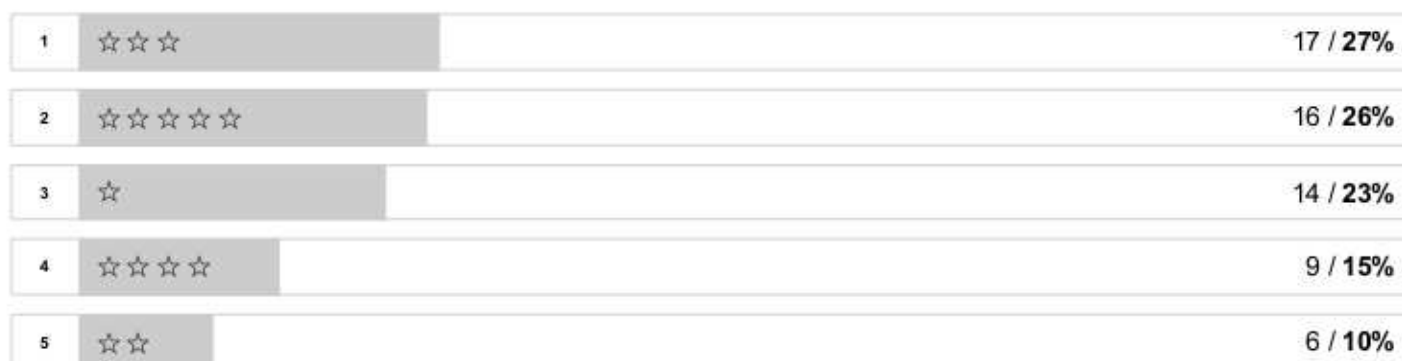 1 ☆☆☆ 17 / 27%
2 ☆☆☆☆☆ 16 / 26%
3 ☆ 14 / 23%
4 ☆☆☆☆ 9 / 15%
5 ☆☆ 6 / 10%